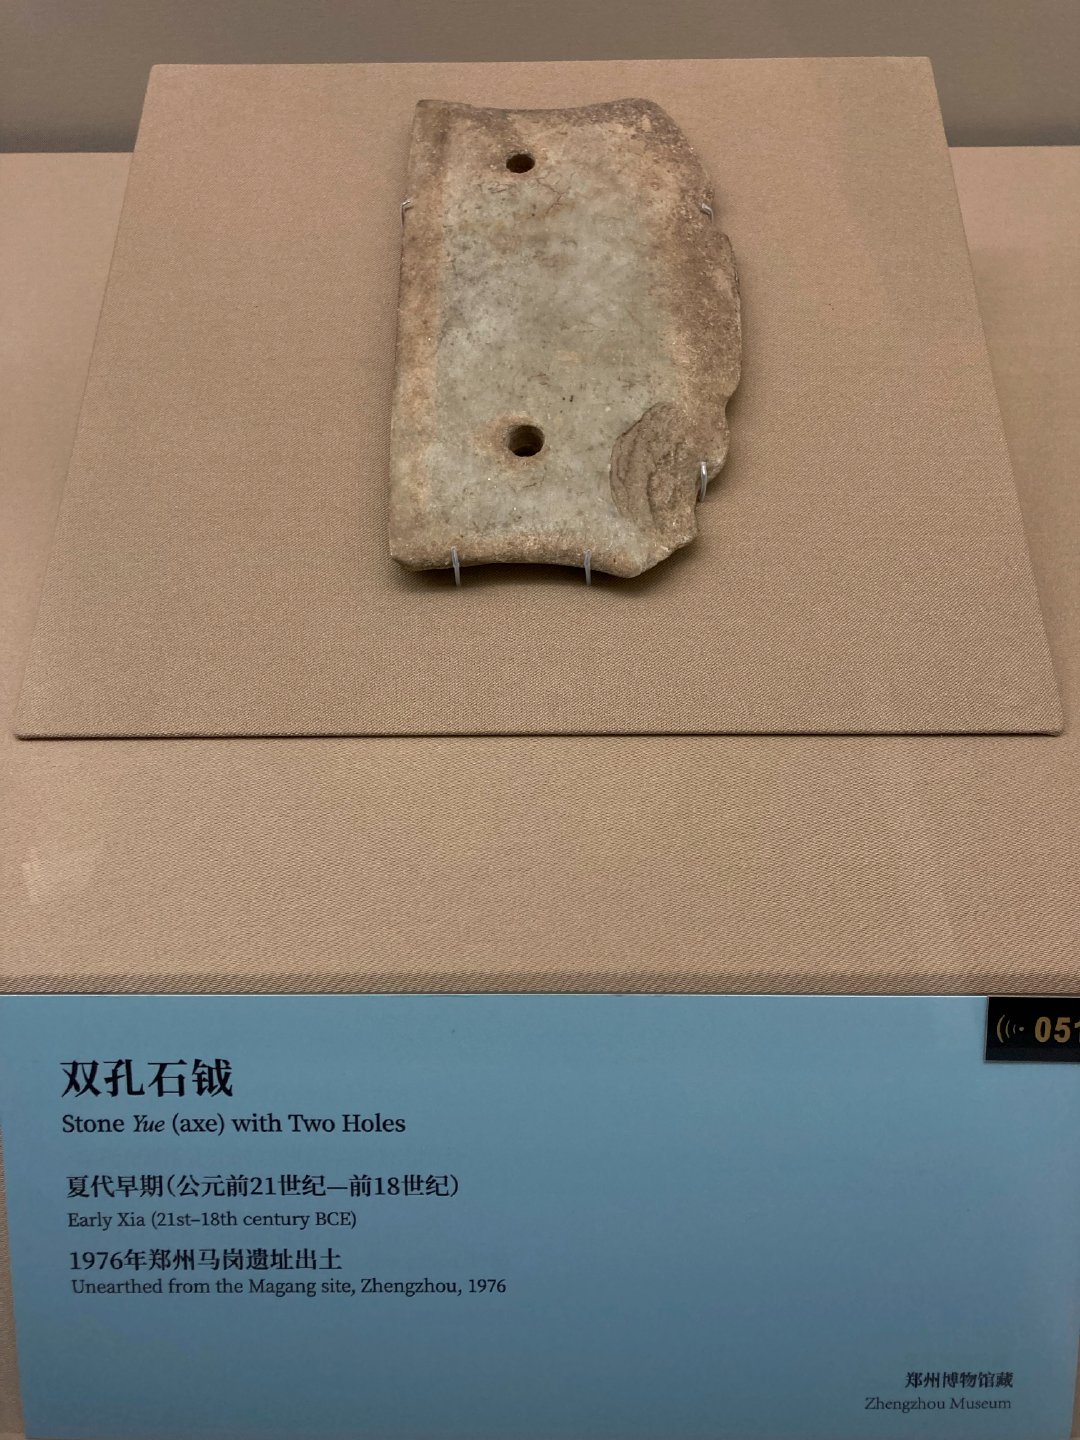 051
双孔石钺
Stone Yue (axe) with Two Holes
夏代早期（公元前21世纪—前18世纪）
Early Xia (21st–18th century BCE)
1976年郑州马岗遗址出土
Unearthed from the Magang site, Zhengzhou, 1976
郑州博物馆藏
Zhengzhou Museum